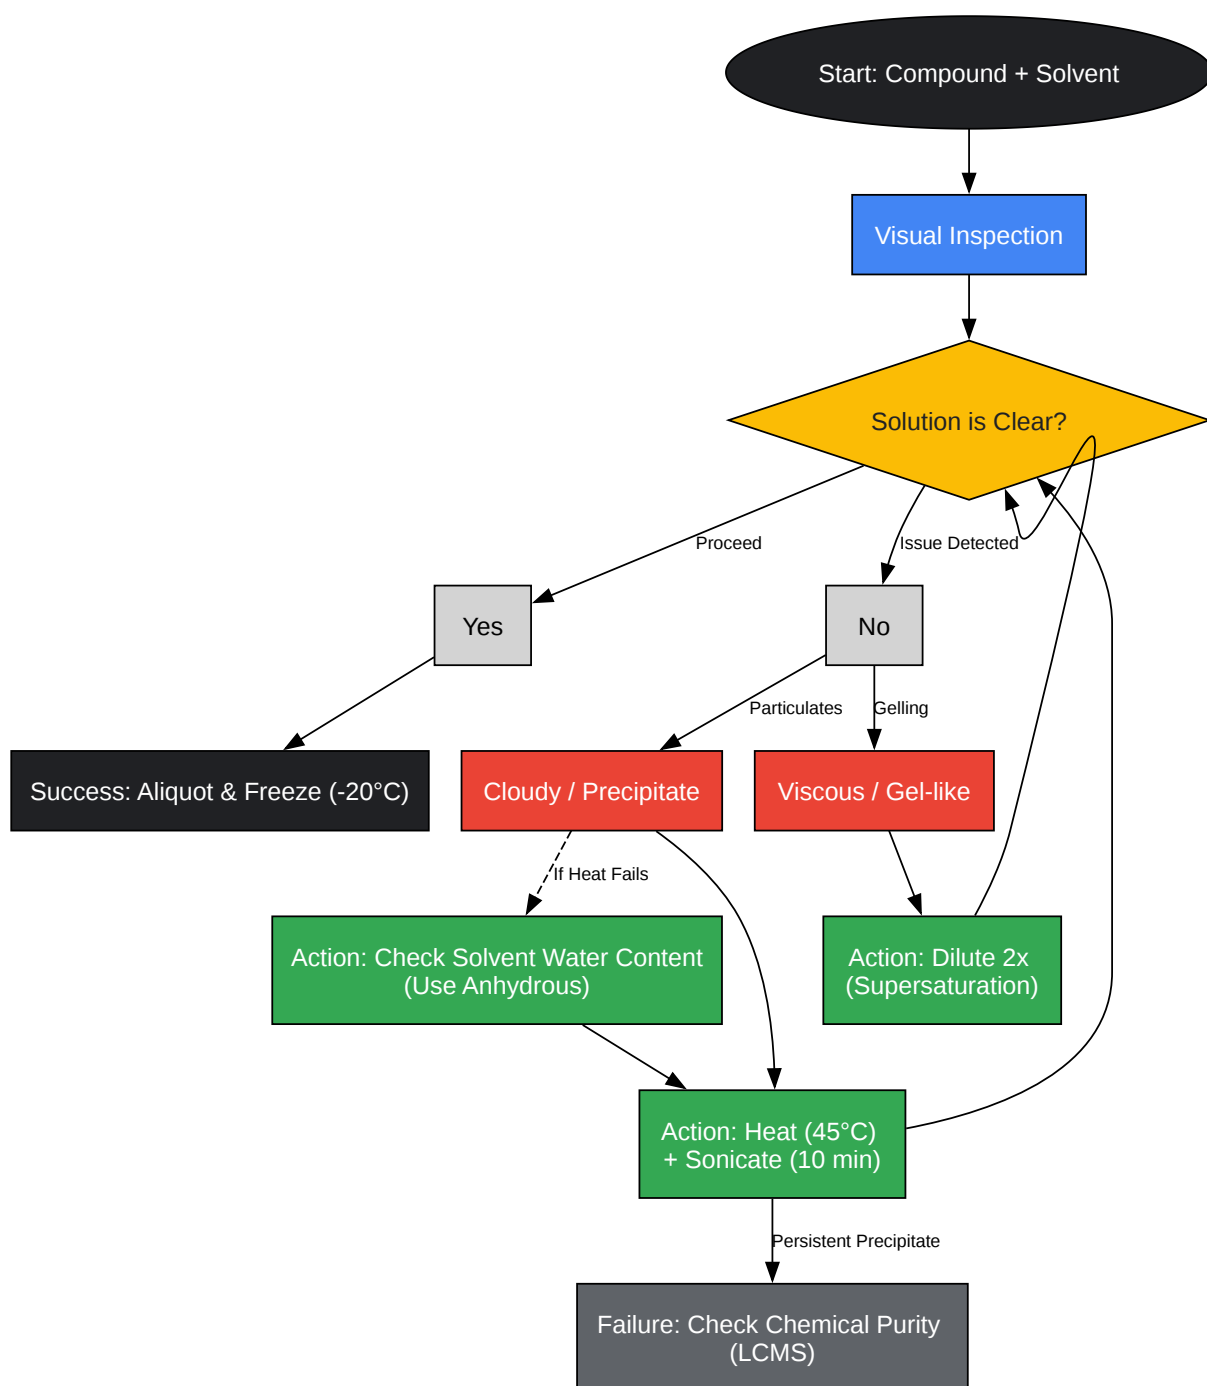 Start: Compound + Solvent
Visual Inspection
Solution is Clear?
Proceed
Issue Detected
Yes
No
Particulates
Gelling
Success: Aliquot & Freeze (-20°C)
Cloudy / Precipitate
Viscous / Gel-like
If Heat Fails
Action: Check Solvent Water Content
(Use Anhydrous)
Action: Dilute 2x
(Supersaturation)
Action: Heat (45°C)
+ Sonicate (10 min)
Persistent Precipitate
Failure: Check Chemical Purity
(LCMS)